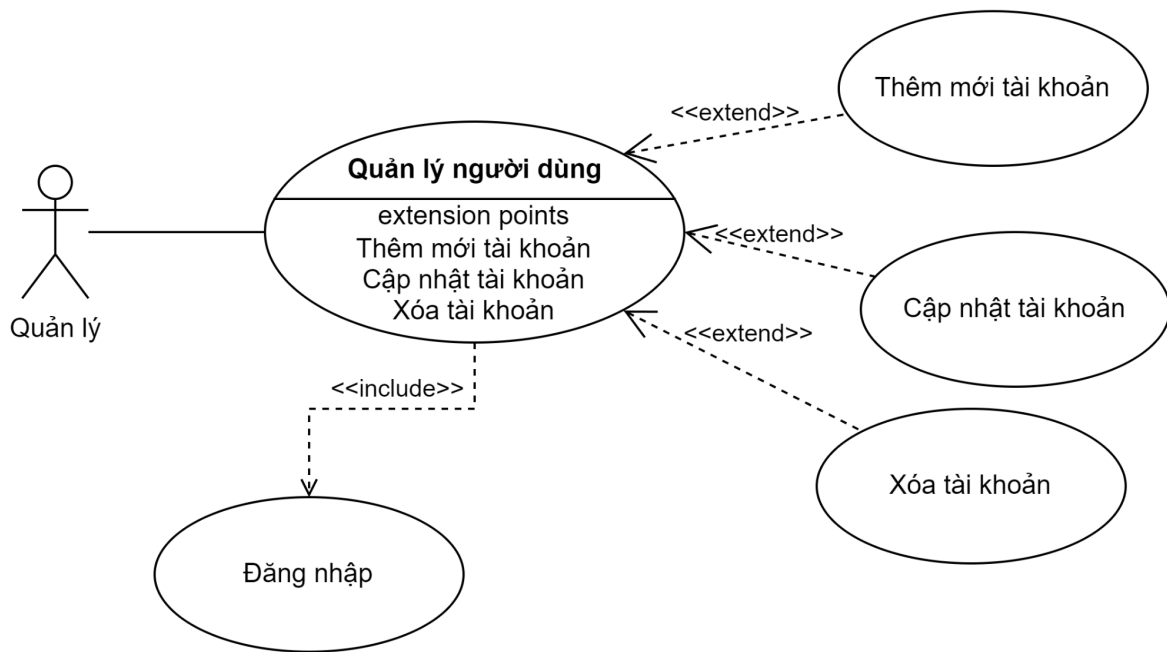 Thêm mới tài khoản
<<extend>>
Quản lý người dùng
extension points
Thêm mới tài khoản
Cập nhật tài khoản
Xóa tài khoản
<<extend>>
Cập nhật tài khoản
Quản lý
<<extend>>
<<include>>
Xóa tài khoản
Đăng nhập